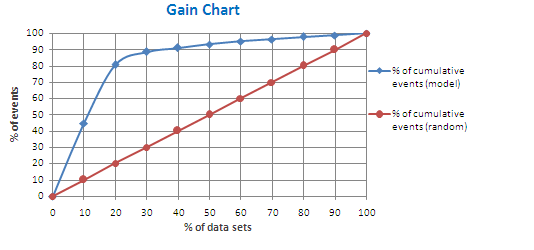 Gain Chart
100
90
80
70
60
50
40
30
20
10
0
% of events
0 10 20 30 40 50 60 70 80 90 100
% of data sets
% of cumulative
events (model)
% of cumulative
events (random)